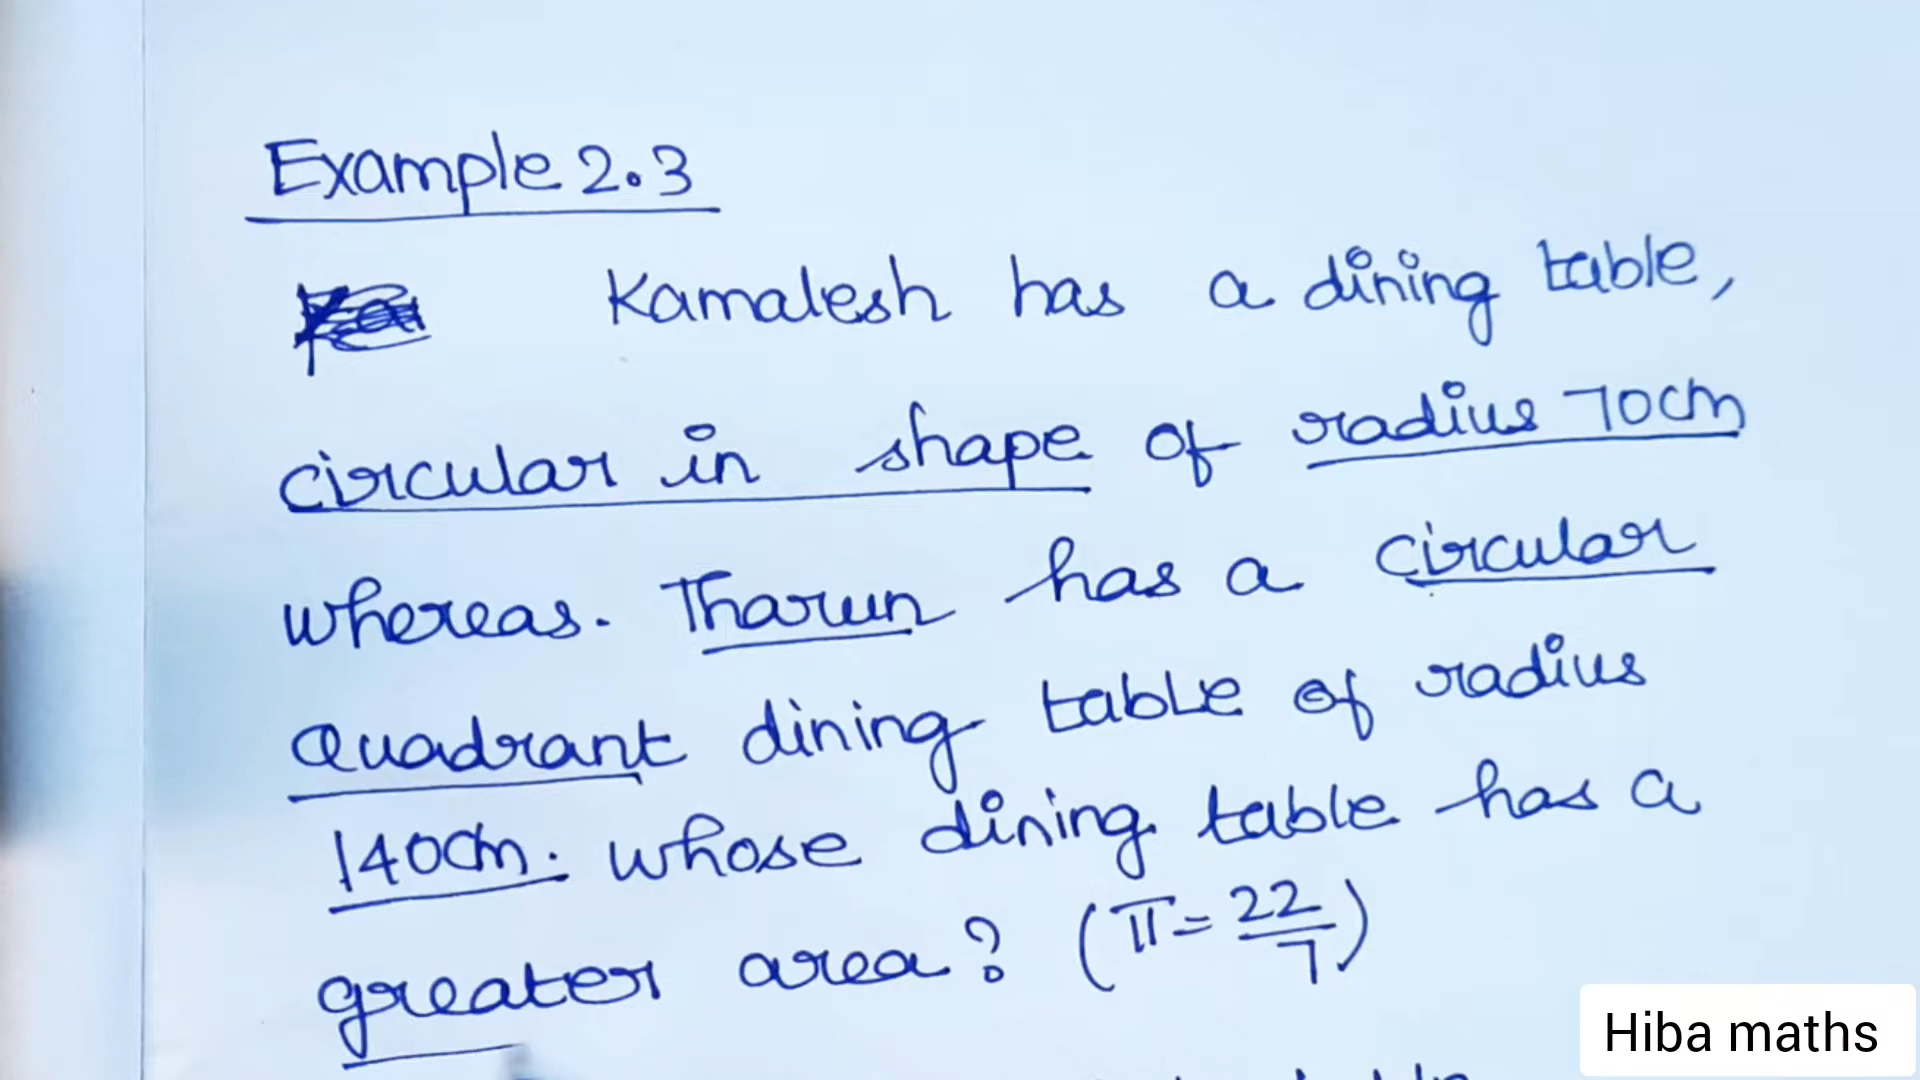 Example 2.3
Kamalesh has a dining table,
circular in shape of radius 70cm
whereas. Tharun has a circular
Quadrant dining table of radius
140cm. whose dining table has a
greater area? (π=22/7)
Hiba maths